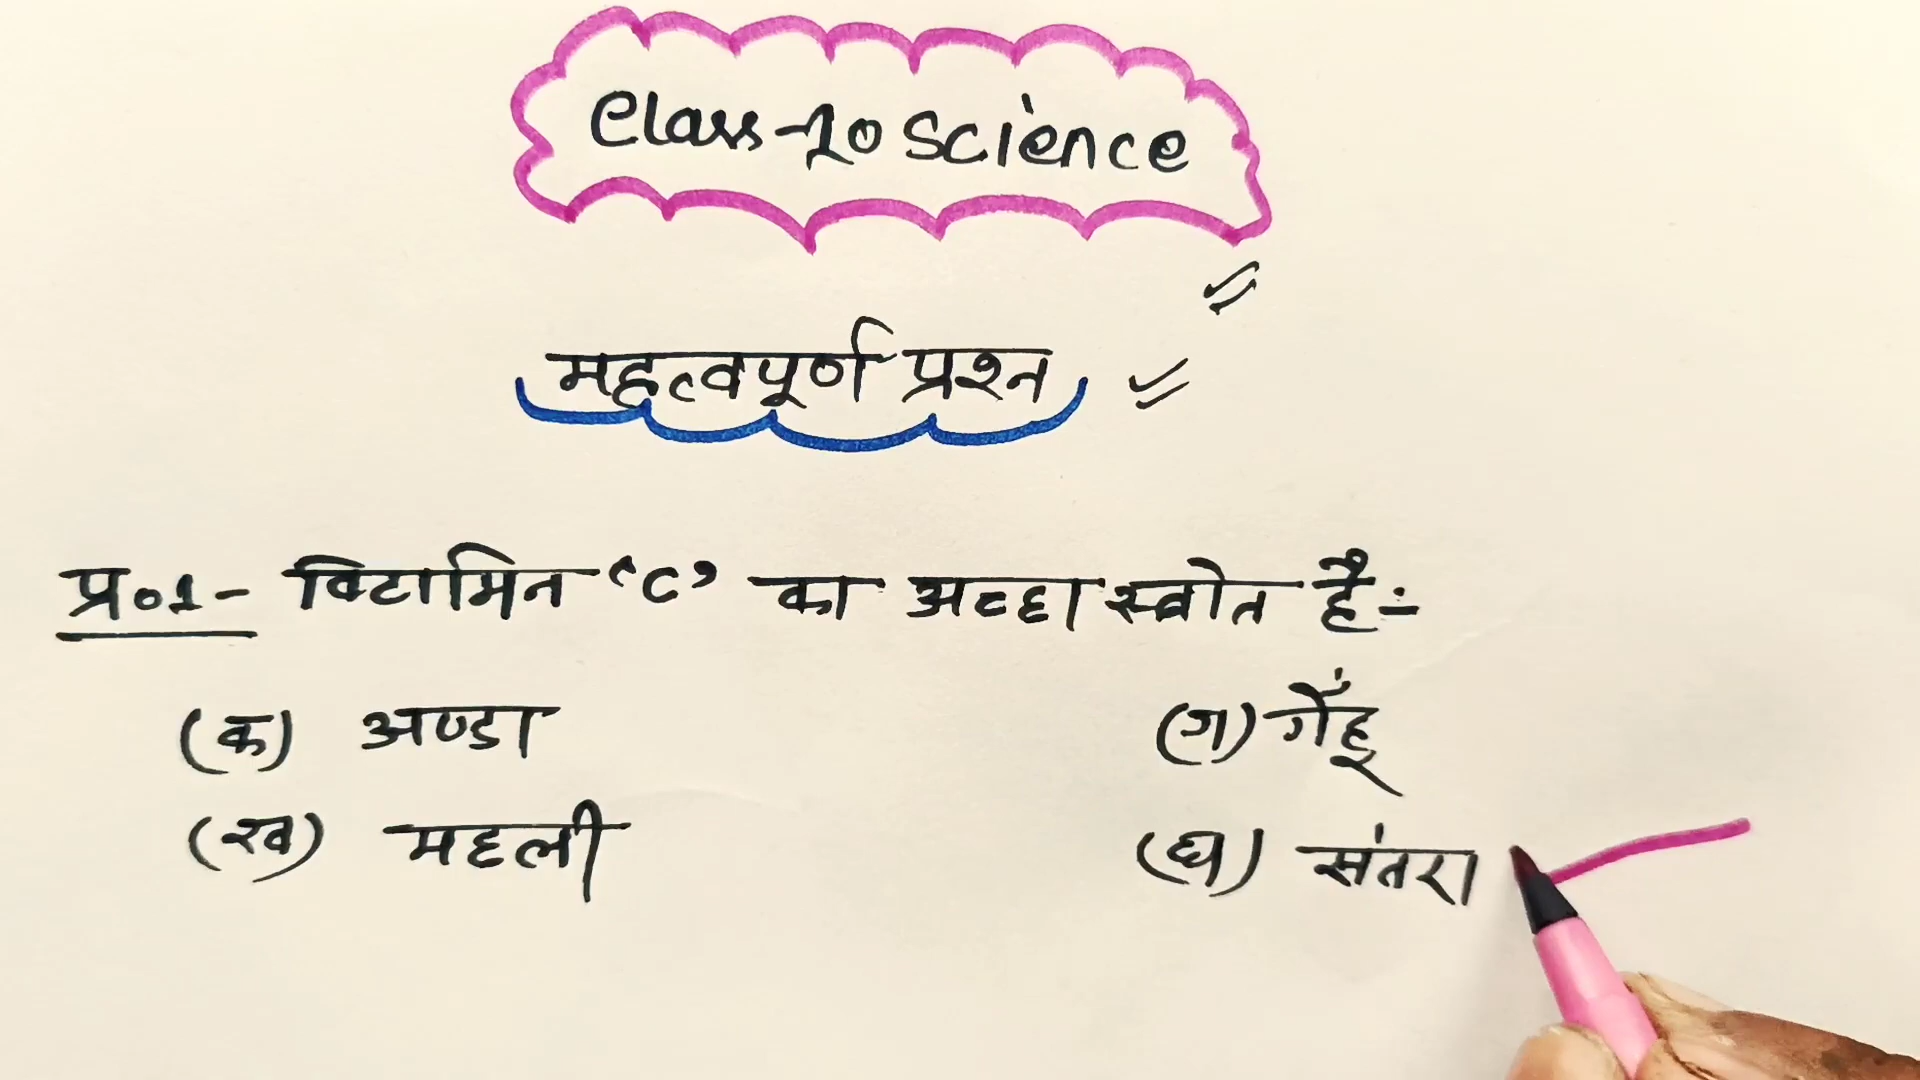 Class-10 Science
महत्वपूर्ण प्रश्न
प्र०1- विटामिन 'C' का अच्छा स्त्रोत है:-
(क) अण्डा
(ख) मछली
(ग) गेँहू
(घ) संतरा